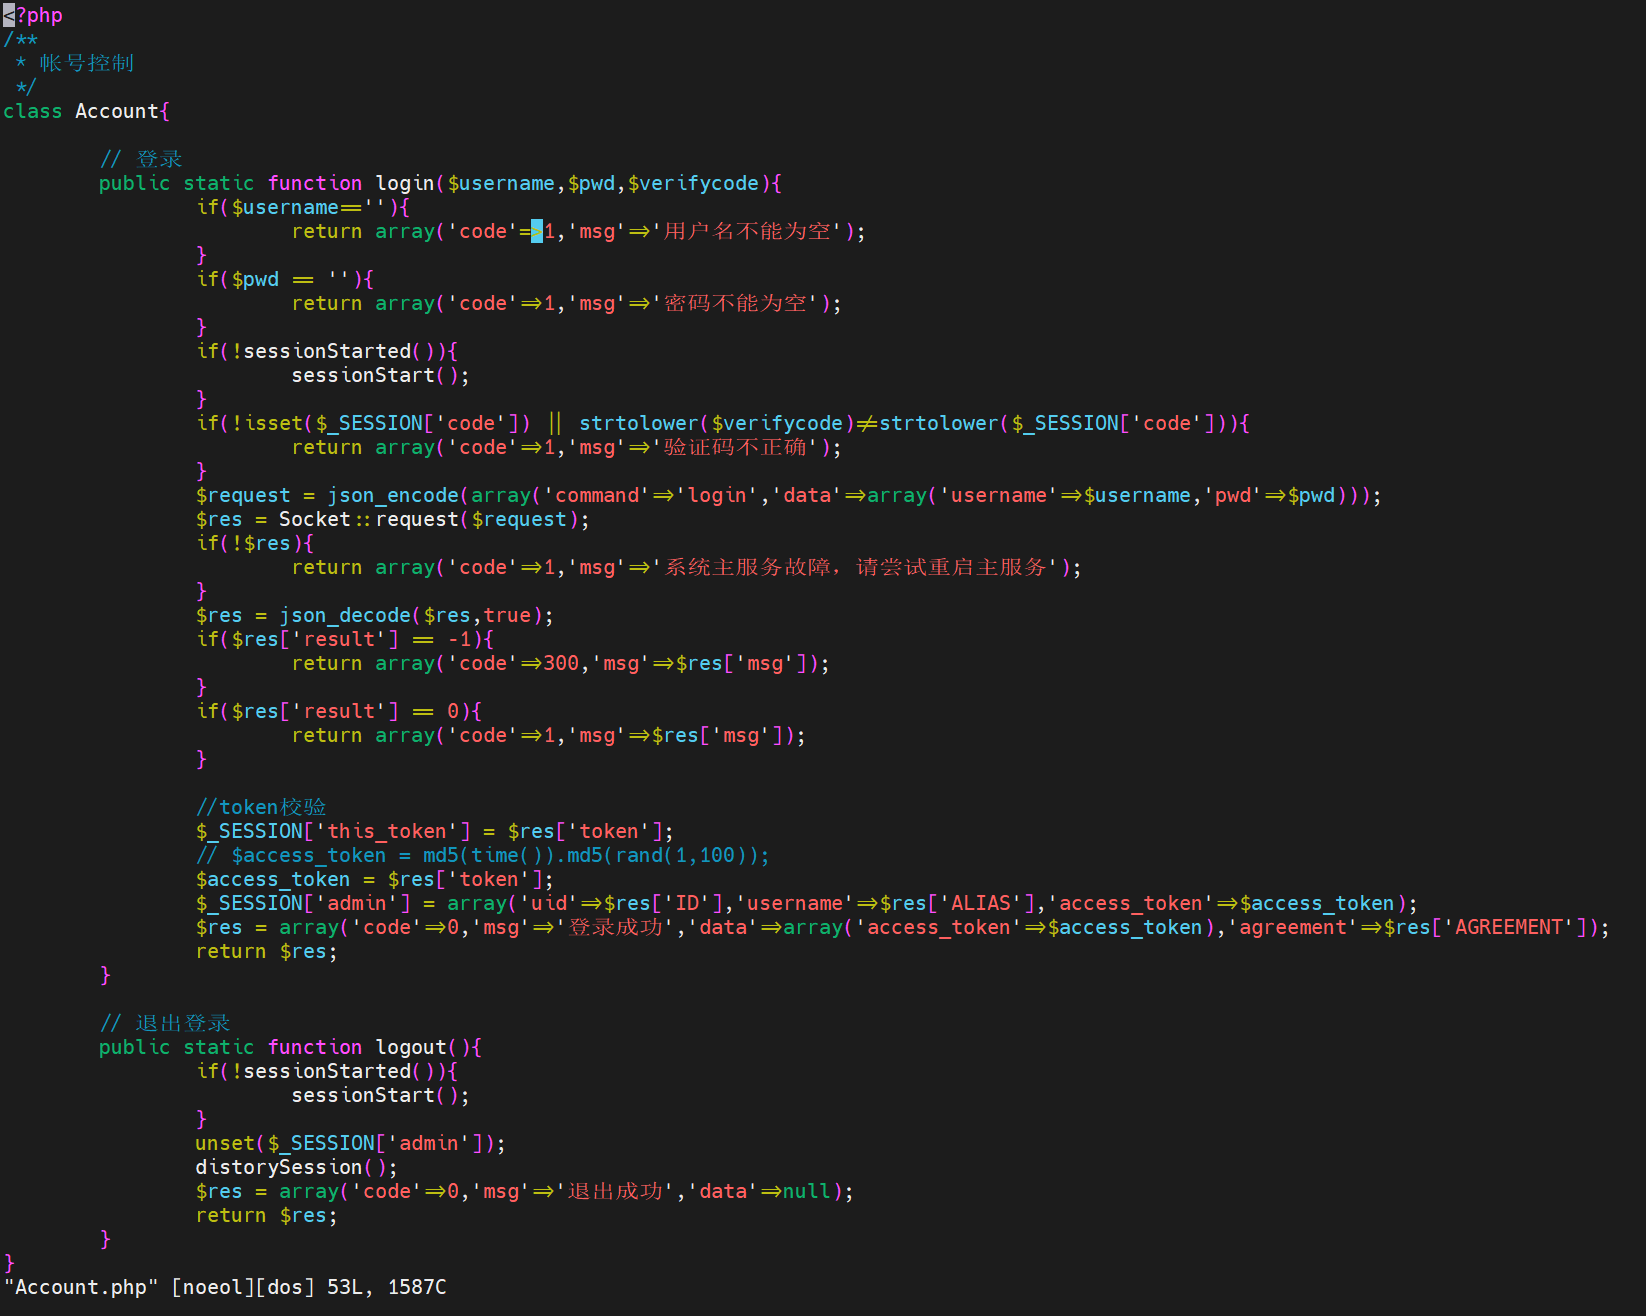 <?php
/**
 * 帐号控制
 */
class Account{

        // 登录
        public static function login($username,$pwd,$verifycode){
                if($username==''){
                        return array('code'=>1,'msg'=>'用户名不能为空');
                }
                if($pwd == ''){
                        return array('code'=>1,'msg'=>'密码不能为空');
                }
                if(!sessionStarted()){
                        sessionStart();
                }
                if(!isset($_SESSION['code']) || strtolower($verifycode)!=strtolower($_SESSION['code'])){
                        return array('code'=>1,'msg'=>'验证码不正确');
                }
                $request = json_encode(array('command'=>'login','data'=>array('username'=>$username,'pwd'=>$pwd)));
                $res = Socket::request($request);
                if(!$res){
                        return array('code'=>1,'msg'=>'系统主服务故障，请尝试重启主服务');
                }
                $res = json_decode($res,true);
                if($res['result'] == -1){
                        return array('code'=>300,'msg'=>$res['msg']);
                }
                if($res['result'] == 0){
                        return array('code'=>1,'msg'=>$res['msg']);
                }

                //token校验
                $_SESSION['this_token'] = $res['token'];
                // $access_token = md5(time()).md5(rand(1,100));
                $access_token = $res['token'];
                $_SESSION['admin'] = array('uid'=>$res['ID'],'username'=>$res['ALIAS'],'access_token'=>$access_token);
                $res = array('code'=>0,'msg'=>'登录成功','data'=>array('access_token'=>$access_token),'agreement'=>$res['AGREEMENT']);
                return $res;
        }

        // 退出登录
        public static function logout(){
                if(!sessionStarted()){
                        sessionStart();
                }
                unset($_SESSION['admin']);
                distorySession();
                $res = array('code'=>0,'msg'=>'退出成功','data'=>null);
                return $res;
        }
}
"Account.php" [noeol][dos] 53L, 1587C